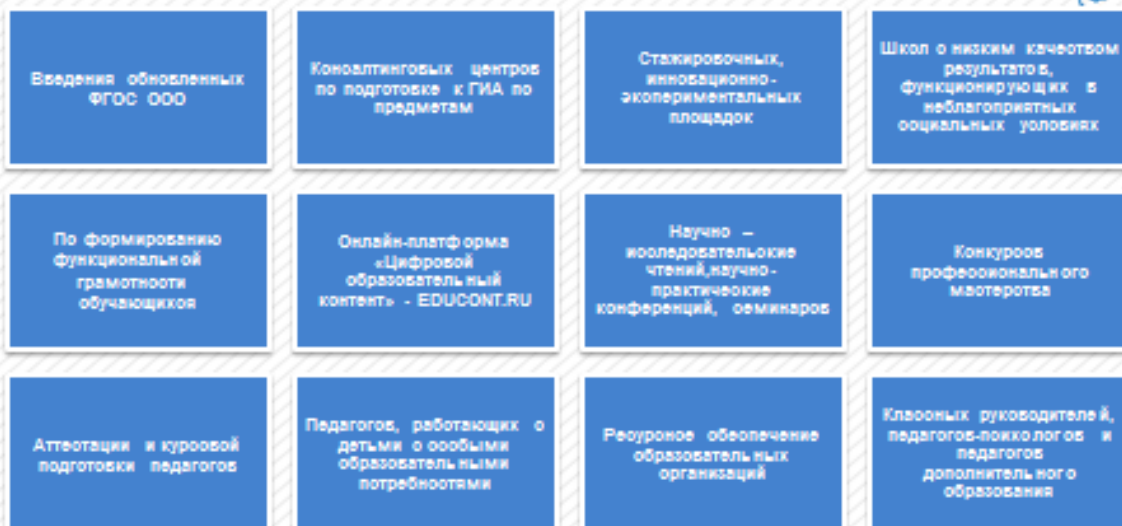 Введения обновленных
ФГОС ООО
Консалтинговых центров
по подготовке к ГИА по
предметам
Стажировочных,
инновационно-
экспериментальных
площадок
Школ с низким качеством
результатов,
функционирующих в
неблагоприятных
социальных условиях
По формированию
функциональной
грамотности
обучающихся
Онлайн-платформа
«Цифровой
образовательный
контент» - EDUCONT.RU
Научно –
исследовательские
чтений,научно-
практические
конференций, семинаров
Конкурсов
профессионального
мастерства
Аттестации и курсовой
подготовки педагогов
Педагогов, работающих с
детьми с особыми
образовательными
потребностями
Ресурсное обеспечение
образовательных
организаций
Классных руководителей,
педагогов-психологов и
педагогов
дополнительного
образования